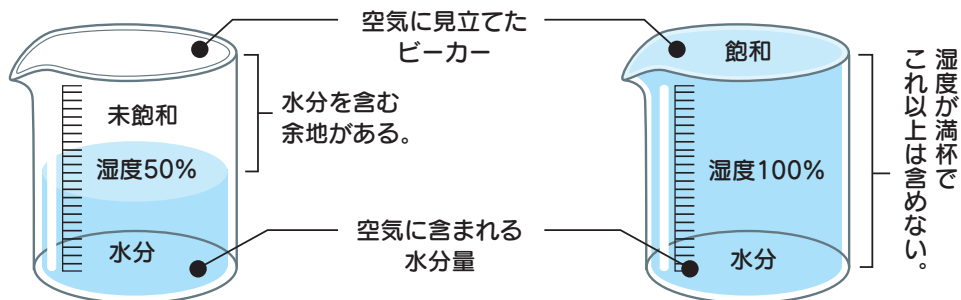 空気に見立てた
ビーカー
未飽和
水分を含む
余地がある。
湿度50%
水分
空気に含まれる
水分量
飽和
湿度100%
水分
湿度が満杯で
これ以上は含めない。